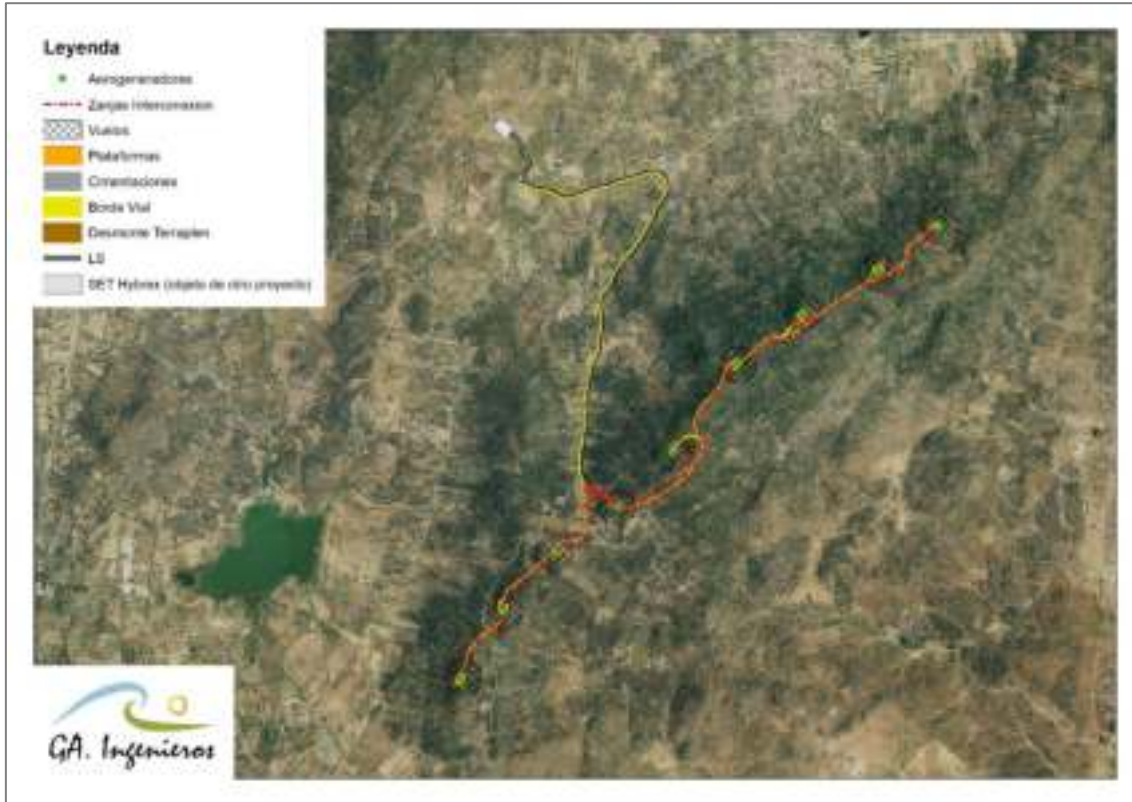 Leyenda
Aerogeneradores
Zanjas Interconexion
Vuelos
Plataformas
Cimentaciones
Borde Vial
Desmonte Terraplen
LS
SET Hybrex (objeto de otro proyecto)
GA. Ingenieros